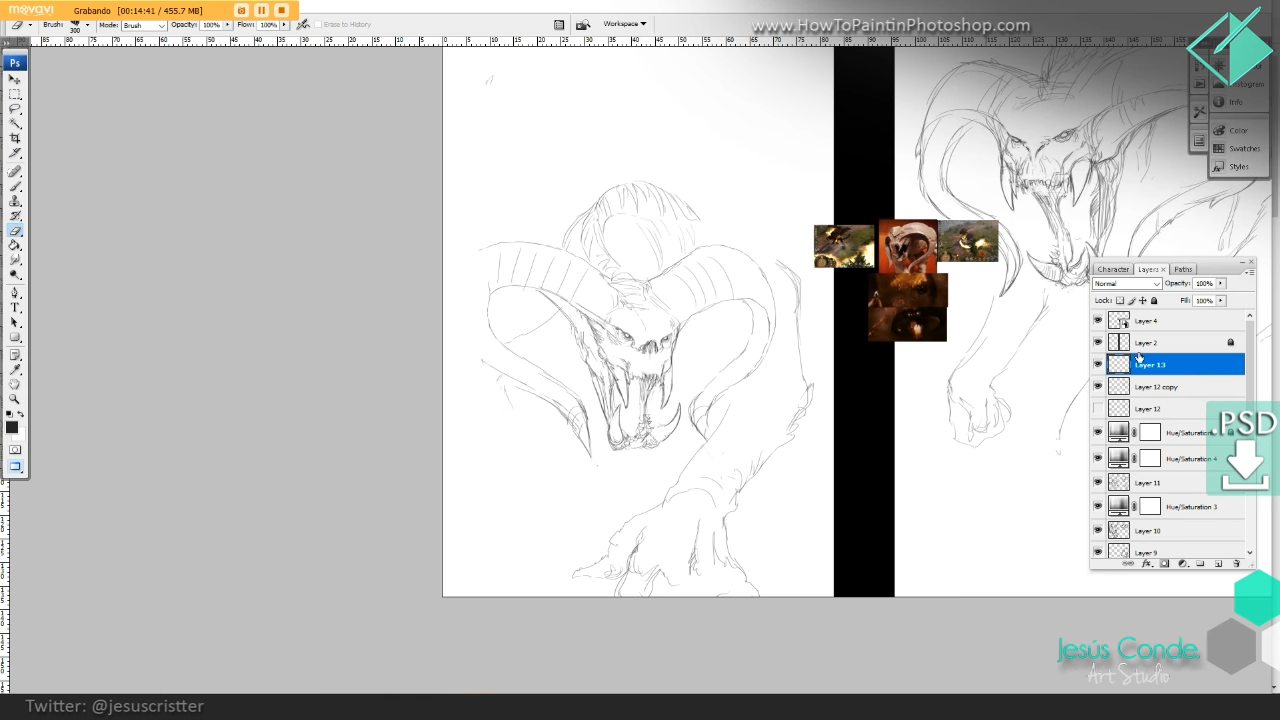 movavi
Grabando [00:14:41 / 455.7 MB]
Brush: 300 Mode: Brush Opacity: 100% Flow: 100% Erase to History Workspace
www.HowToPaintinPhotoshop.com
Ps
Info
Color
Swatches
Styles
Character Layers Paths
Normal Opacity: 100%
Lock: Fill: 100%
Layer 4
Layer 2
Layer 13
Layer 12 copy
Layer 12
Hue/Saturation
Hue/Saturation 4
Layer 11
Hue/Saturation 3
Layer 10
Layer 9
.PSD
Jesús Conde.
Art Studio
Twitter: @jesuscristter